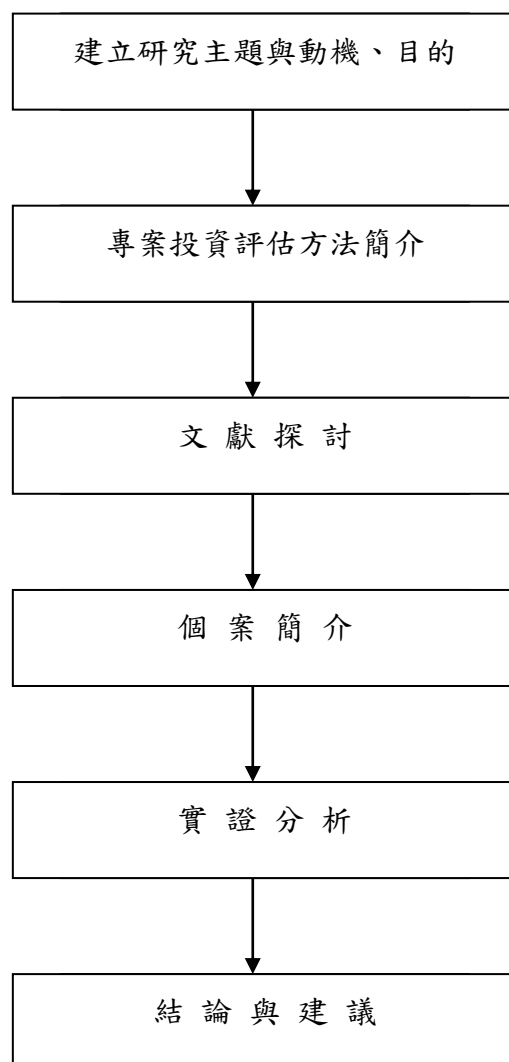 建立研究主題與動機、目的
專案投資評估方法簡介
文獻探討
個案簡介
實證分析
結論與建議